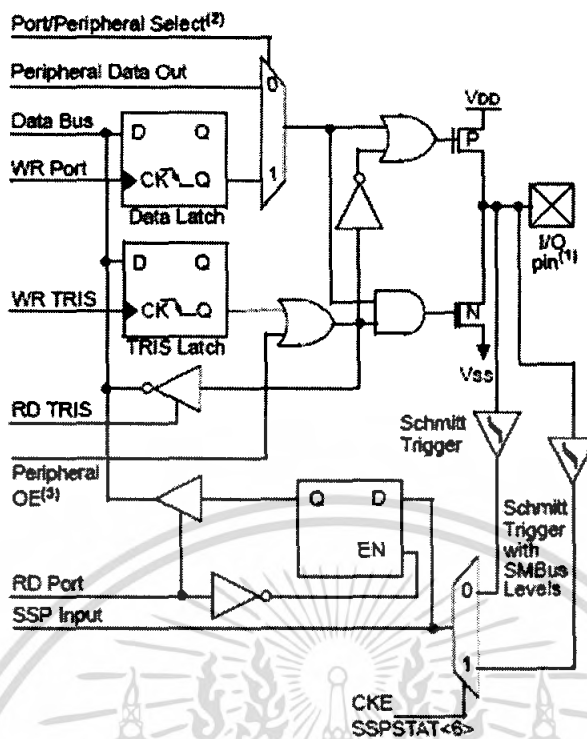 Port/Peripheral Select(2)
Peripheral Data Out
0
Data Bus
D Q
VDD
P
WR Port
CK Q
1
Data Latch
I/O
pin(1)
D Q
WR TRIS
CK Q
N
TRIS Latch
VSS
RD TRIS
Schmitt
Trigger
Peripheral
OE(3)
Q D
EN
Schmitt
Trigger
with
SMBus
Levels
RD Port
0
SSP Input
1
CKE
SSPSTAT<6>